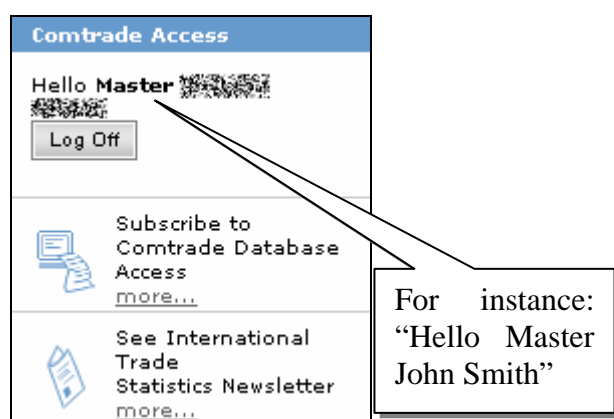 Comtrade Access
Hello Master
Log Off
Subscribe to
Comtrade Database
Access
more...
See International
Trade
Statistics Newsletter
more...
For instance:
“Hello Master
John Smith”